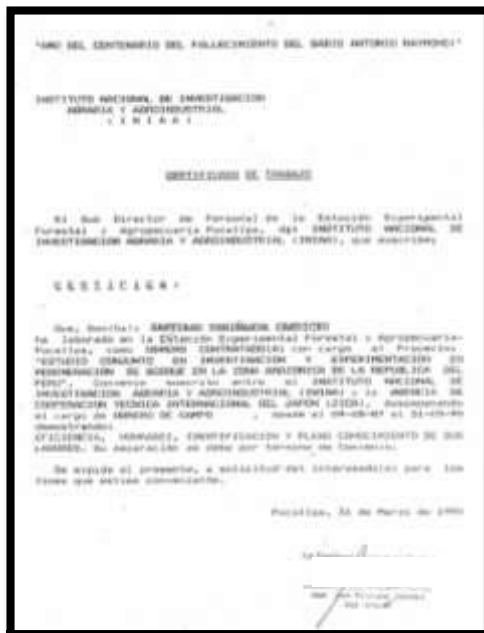 "AÑO DEL CENTENARIO DEL FALLECIMIENTO DEL SABIO ANTONIO RAYMONDI"
INSTITUTO NACIONAL DE INVESTIGACION
AGRARIA Y AGROINDUSTRIAL
( I N I A A )
CERTIFICADO DE TRABAJO
El Sub Director de Personal de la Estación Experimental
Forestal y Agropecuaria Pucallpa, del INSTITUTO NACIONAL DE
INVESTIGACION AGRARIA Y AGROINDUSTRIAL (INIAA), que suscribe;
C E R T I F I C A :
Que, Don(ña):
ha laborado en la Estación Experimental Forestal y Agropecuaria-
Pucallpa, como OBRERO CONTRATADO(A) con cargo al Proyecto:
"ESTUDIO CONJUNTO EN INVESTIGACION Y EXPERIMENTACION EN
REGENERACION DE BOSQUE EN LA ZONA AMAZONICA DE LA REPUBLICA DEL
PERU", Convenio suscrito entre el INSTITUTO NACIONAL DE
INVESTIGACION AGRARIA Y AGROINDUSTRIAL (INIAA) y la AGENCIA DE
COOPERACION TECNICA INTERNACIONAL DEL JAPON (JICA), desempeñando
el cargo de OBRERO DE CAMPO , desde el
demostrando:
EFICIENCIA, HONRADEZ, IDENTIFICACION Y PLENO CONOCIMIENTO DE SUS
LABORES. Su separación se debe por término de Convenio.
Se expide el presente, a solicitud del interesado(a) para los
fines que estime conveniente.
Pucallpa, 31 de Marzo de